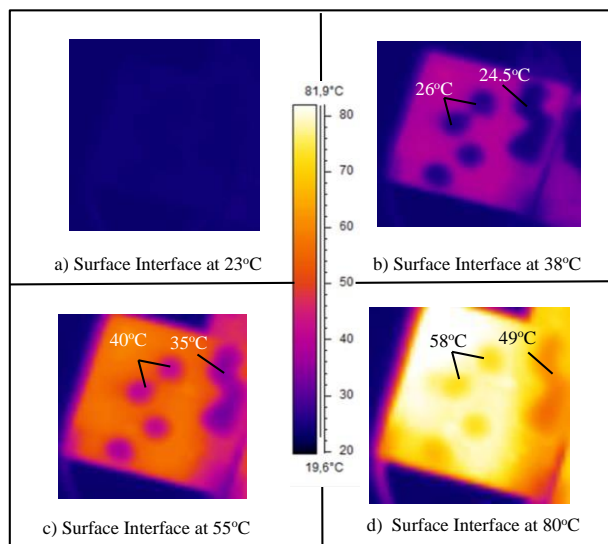 a) Surface Interface at 23°C
26°C
24.5°C
b) Surface Interface at 38°C
81,9°C
80
70
60
50
40
30
20
19,6°C
40°C
35°C
c) Surface Interface at 55°C
58°C
49°C
d) Surface Interface at 80°C